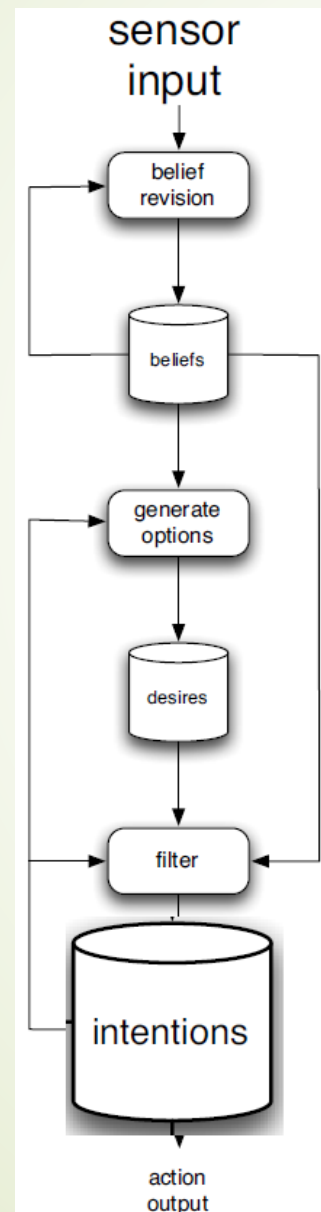 sensor
input
belief
revision
beliefs
generate
options
desires
filter
intentions
action
output